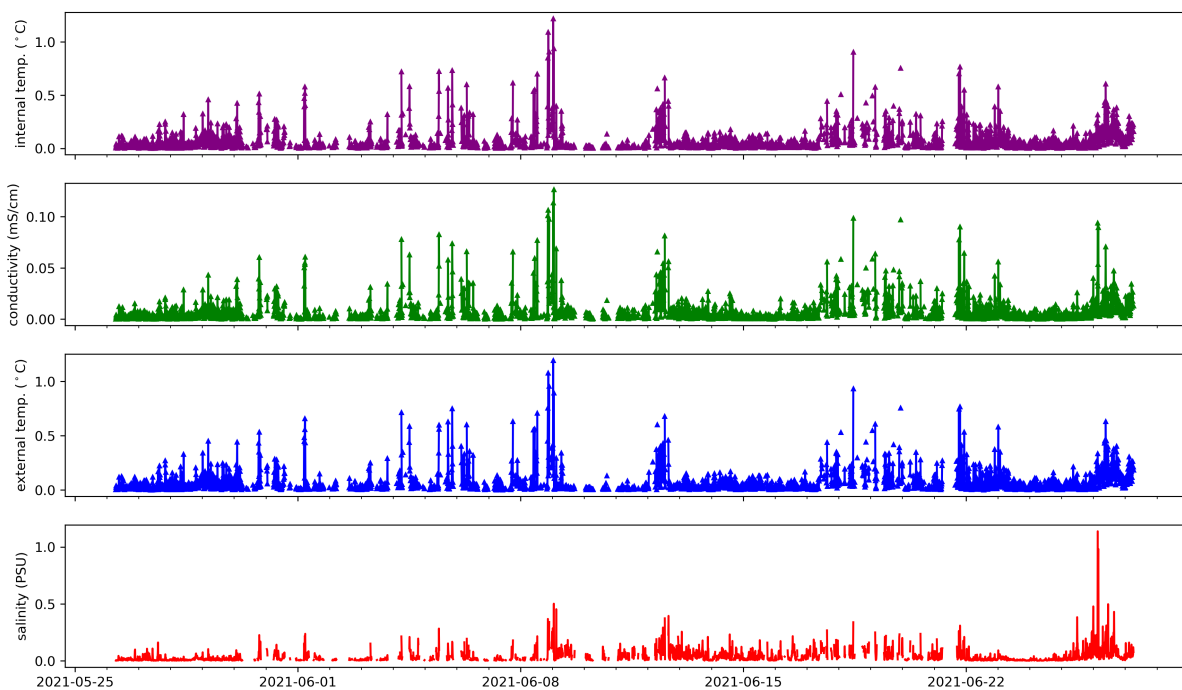 internal temp. (°C)
1.0
0.5
0.0
conductivity (mS/cm)
0.10
0.05
0.00
external temp. (°C)
1.0
0.5
0.0
salinity (PSU)
1.0
0.5
0.0
2021-05-25 2021-06-01 2021-06-08 2021-06-15 2021-06-22